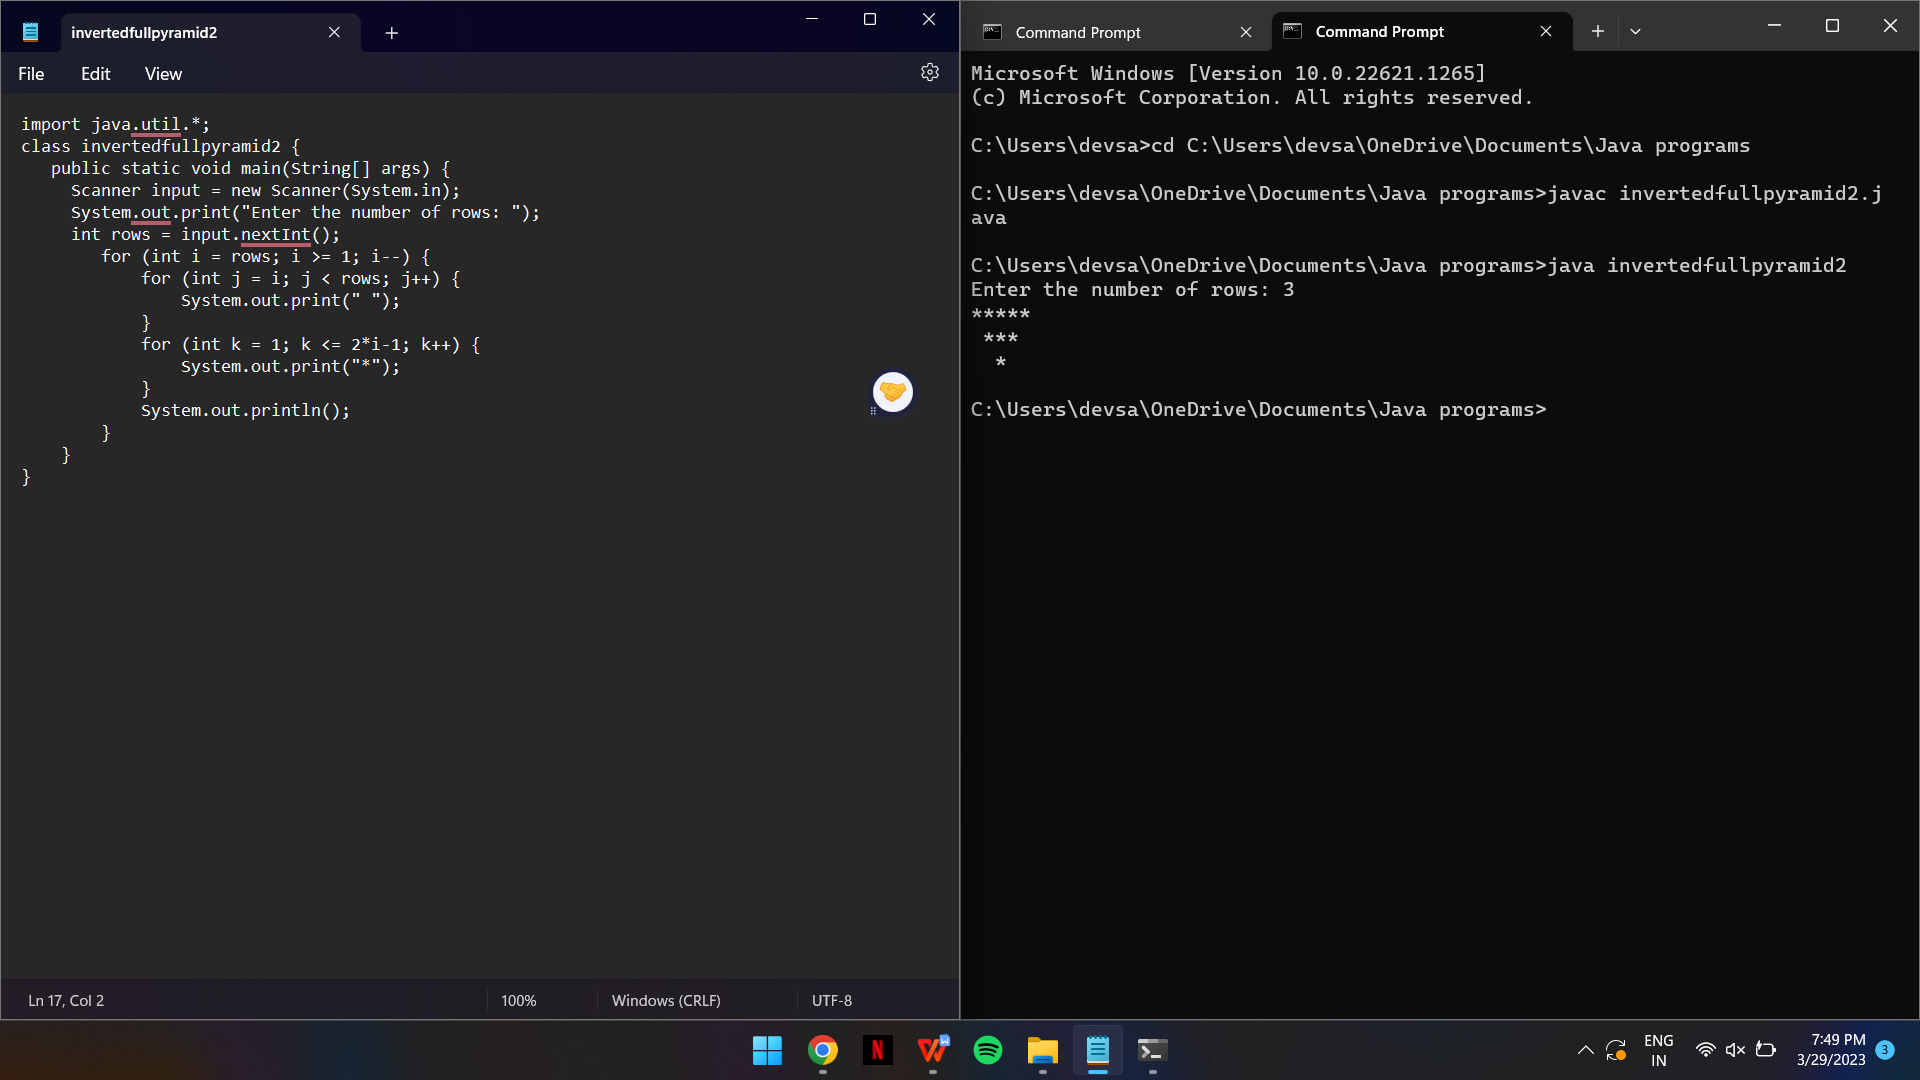 invertedfullpyramid2
File Edit View
import java.util.*;
class invertedfullpyramid2 {
   public static void main(String[] args) {
     Scanner input = new Scanner(System.in);
     System.out.print("Enter the number of rows: ");
     int rows = input.nextInt();
        for (int i = rows; i >= 1; i--) {
            for (int j = i; j < rows; j++) {
                System.out.print(" ");
            }
            for (int k = 1; k <= 2*i-1; k++) {
                System.out.print("*");
            }
            System.out.println();
        }
    }
}
Ln 17, Col 2 100% Windows (CRLF) UTF-8
Command Prompt Command Prompt
Microsoft Windows [Version 10.0.22621.1265]
(c) Microsoft Corporation. All rights reserved.
C:\Users\devsa>cd C:\Users\devsa\OneDrive\Documents\Java programs
C:\Users\devsa\OneDrive\Documents\Java programs>javac invertedfullpyramid2.j
ava
C:\Users\devsa\OneDrive\Documents\Java programs>java invertedfullpyramid2
Enter the number of rows: 3
*****
 ***
  *
C:\Users\devsa\OneDrive\Documents\Java programs>
ENG
IN
7:49 PM
3/29/2023
3